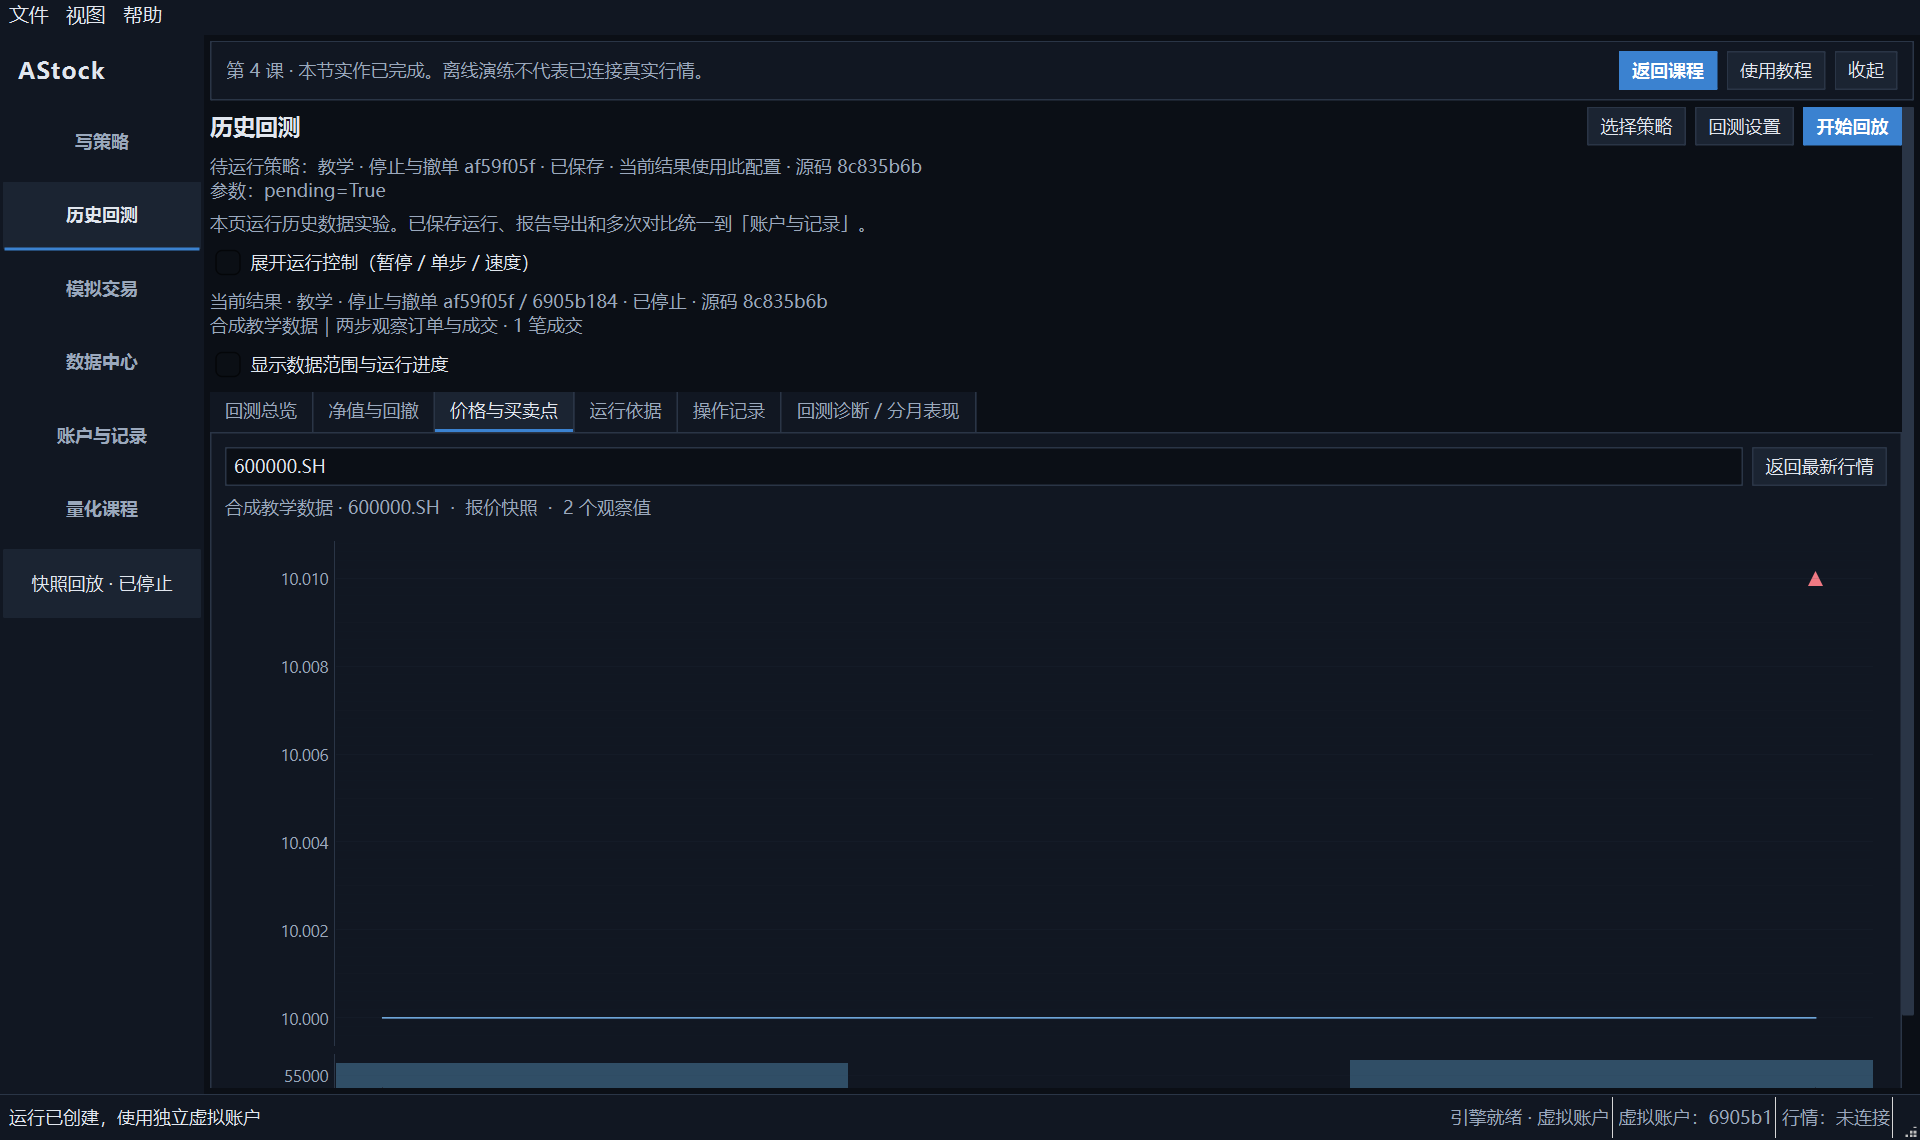 文件 视图 帮助
AStock
写策略
历史回测
模拟交易
数据中心
账户与记录
量化课程
快照回放 · 已停止
第 4 课 · 本节实作已完成。离线演练不代表已连接真实行情。
返回课程 使用教程 收起
历史回测
选择策略 回测设置 开始回放
待运行策略：教学 · 停止与撤单 af59f05f · 已保存 · 当前结果使用此配置 · 源码 8c835b6b
参数：pending=True
本页运行历史数据实验。已保存运行、报告导出和多次对比统一到「账户与记录」。
展开运行控制（暂停 / 单步 / 速度）
当前结果 · 教学 · 停止与撤单 af59f05f / 6905b184 · 已停止 · 源码 8c835b6b
合成教学数据 | 两步观察订单与成交 · 1 笔成交
显示数据范围与运行进度
回测总览 净值与回撤 价格与买卖点 运行依据 操作记录 回测诊断 / 分月表现
600000.SH 返回最新行情
合成教学数据 · 600000.SH · 报价快照 · 2 个观察值
10.010
10.008
10.006
10.004
10.002
10.000
55000
运行已创建，使用独立虚拟账户
引擎就绪 · 虚拟账户 虚拟账户：6905b1 行情：未连接